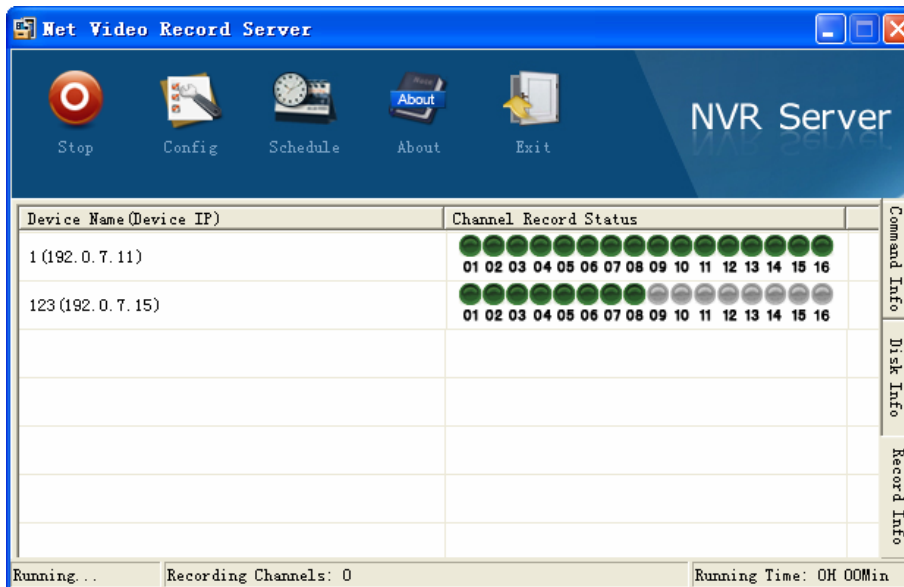 Net Video Record Server
Stop Config Schedule About About Exit
NVR Server
Device Name(Device IP) Channel Record Status
1(192.0.7.11)
01 02 03 04 05 06 07 08 09 10 11 12 13 14 15 16
123(192.0.7.15)
01 02 03 04 05 06 07 08 09 10 11 12 13 14 15 16
Command Info
Disk Info
Record Info
Running... Recording Channels: 0 Running Time: 0H 00Min